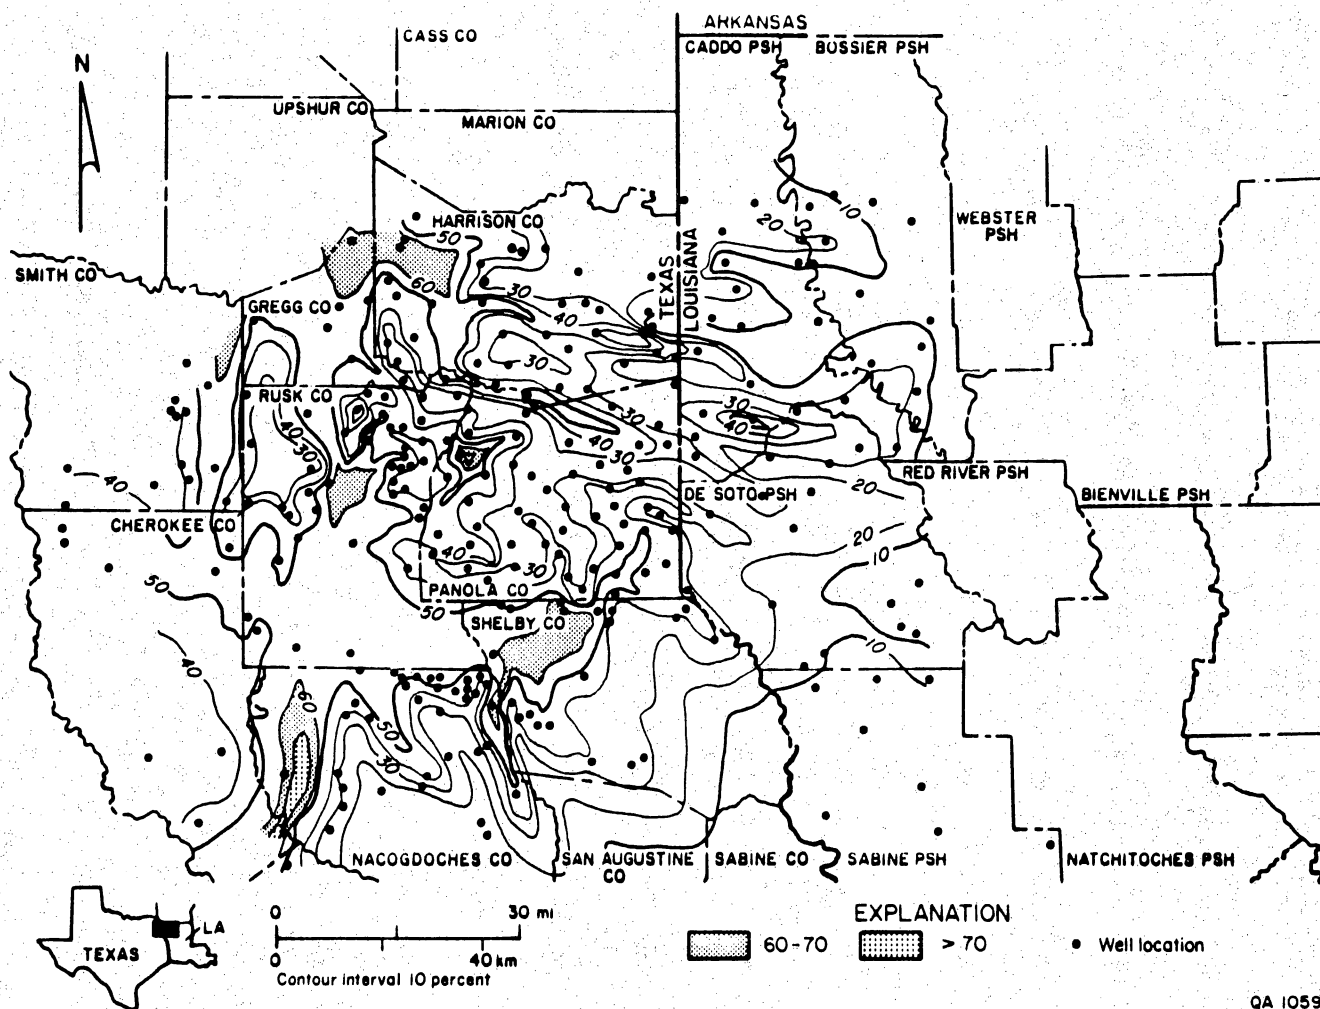 ARKANSAS
CASS CO
CADDO PSH
BOSSIER PSH
N
UPSHUR CO
MARION CO
HARRISON CO
50
20
10
WEBSTER
PSH
SMITH CO
TEXAS
LOUISIANA
60
30
GREGG CO
40
30
RUSK CO
40
30
30
30
40
40
30
40
20
RED RIVER PSH
DE SOTO PSH
BIENVILLE PSH
CHEROKEE CO
20
10
40
30
50
PANOLA CO
50
SHELBY CO
10
40
60
50
30
NACOGDOCHES CO
SAN AUGUSTINE
CO
SABINE CO
SABINE PSH
NATCHITOCHES PSH
TEXAS
LA
0
30 mi
0
40 km
Contour interval 10 percent
EXPLANATION
60-70
> 70
Well location
QA 1059